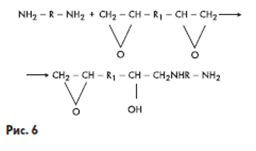 NH₂ – R – NH₂ + CH₂ – CH – R₁ – CH – CH₂ ⟶
O O
⟶ CH₂ – CH – R₁ – CH – CH₂NHR – NH₂
O OH
Рис. 6